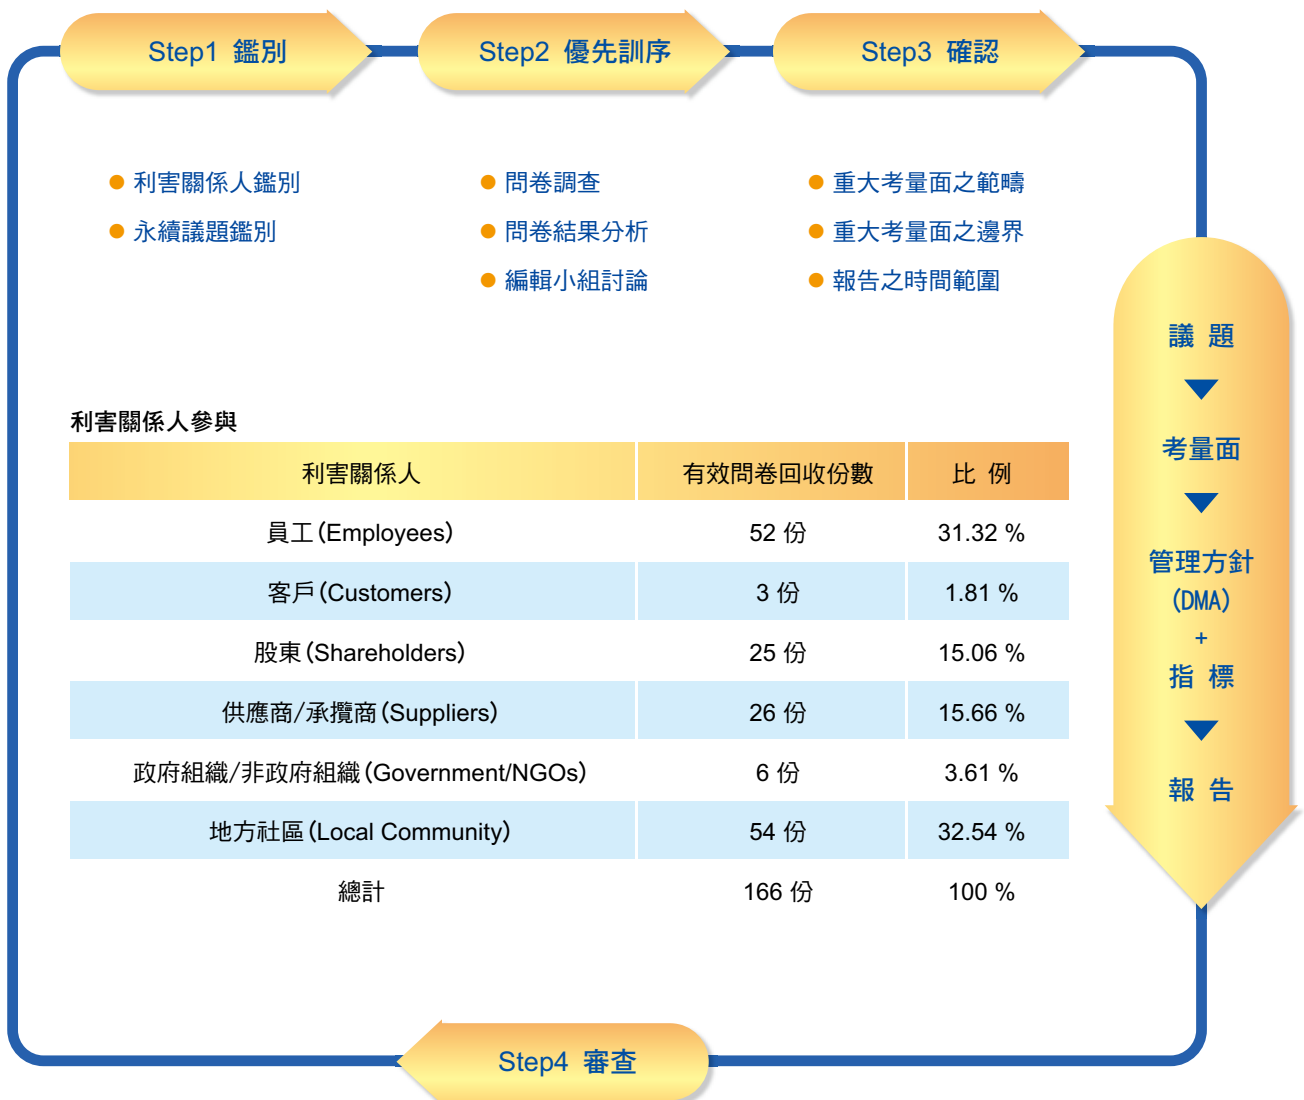 Step1 鑑別
Step2 優先訓序
Step3 確認
利害關係人鑑別
永續議題鑑別
問卷調查
問卷結果分析
編輯小組討論
重大考量面之範疇
重大考量面之邊界
報告之時間範圍
議 題
考量面
管理方針
(DMA)
+
指 標
報 告
利害關係人參與
利害關係人 有效問卷回收份數 比 例
員工(Employees) 52 份 31.32 %
客戶(Customers) 3 份 1.81 %
股東(Shareholders) 25 份 15.06 %
供應商/承攬商(Suppliers) 26 份 15.66 %
政府組織/非政府組織(Government/NGOs) 6 份 3.61 %
地方社區(Local Community) 54 份 32.54 %
總計 166 份 100 %
Step4 審查